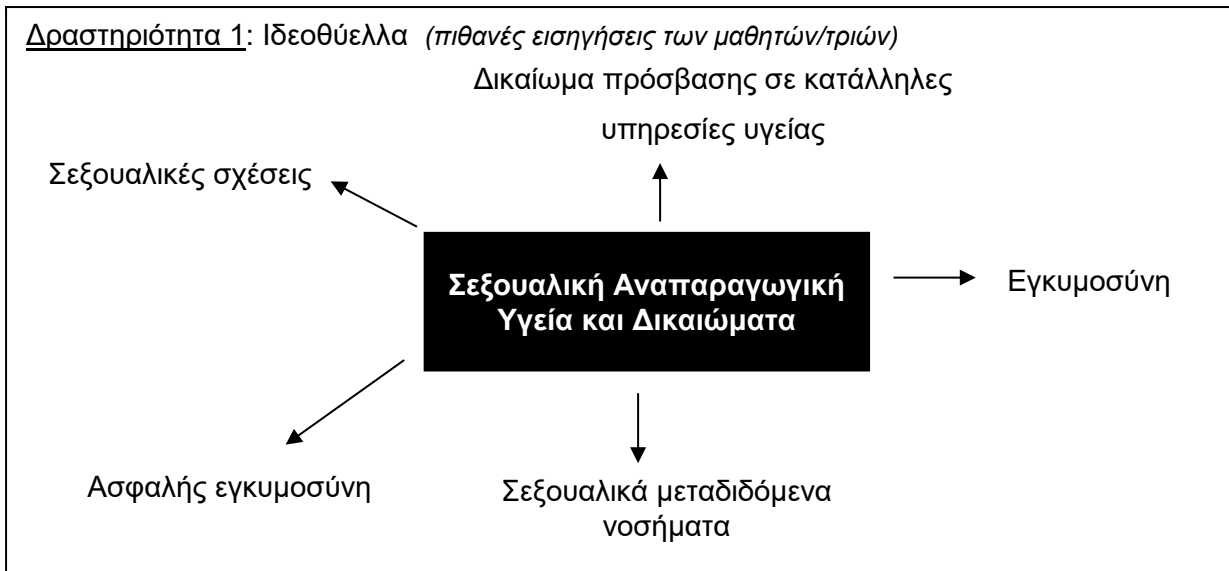 Δραστηριότητα 1: Ιδεοθύελλα (πιθανές εισηγήσεις των μαθητών/τριών)
Δικαίωμα πρόσβασης σε κατάλληλες
υπηρεσίες υγείας
Σεξουαλικές σχέσεις
Σεξουαλική Αναπαραγωγική
Υγεία και Δικαιώματα
Εγκυμοσύνη
Ασφαλής εγκυμοσύνη
Σεξουαλικά μεταδιδόμενα
νοσήματα